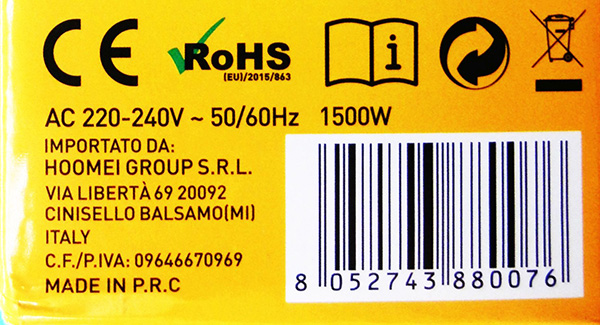 CE
RoHS
(EU)/2015/863
i
AC 220-240V ~ 50/60Hz 1500W
IMPORTATO DA:
HOOMEI GROUP S.R.L.
VIA LIBERTÀ 69 20092
CINISELLO BALSAMO(MI)
ITALY
C.F./P.IVA: 09646670969
MADE IN P.R.C
8 052743 880076